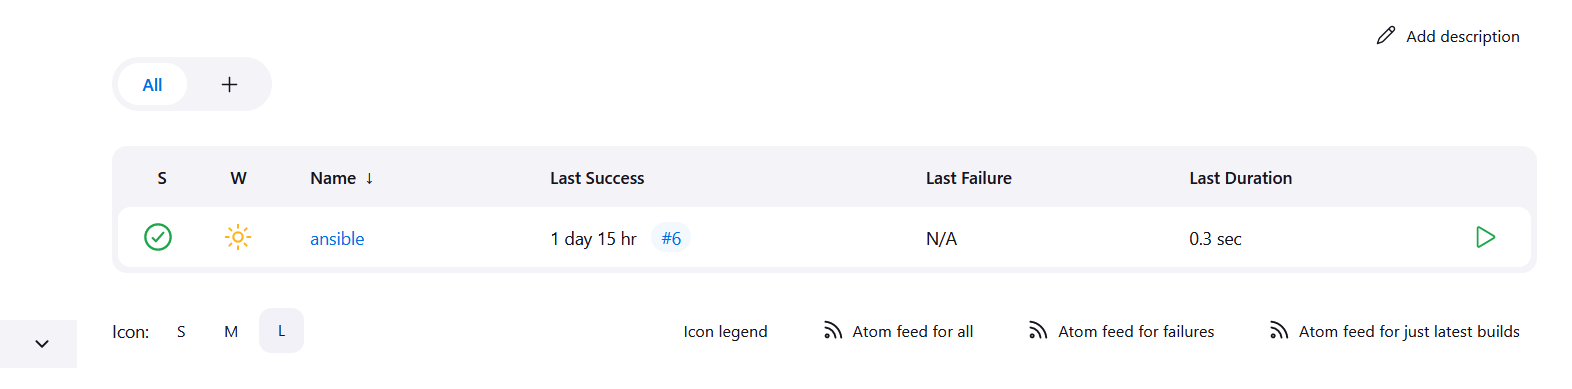 Add description
All
S W Name ↓ Last Success Last Failure Last Duration
ansible 1 day 15 hr #6 N/A 0.3 sec
Icon: S M L Icon legend Atom feed for all Atom feed for failures Atom feed for just latest builds